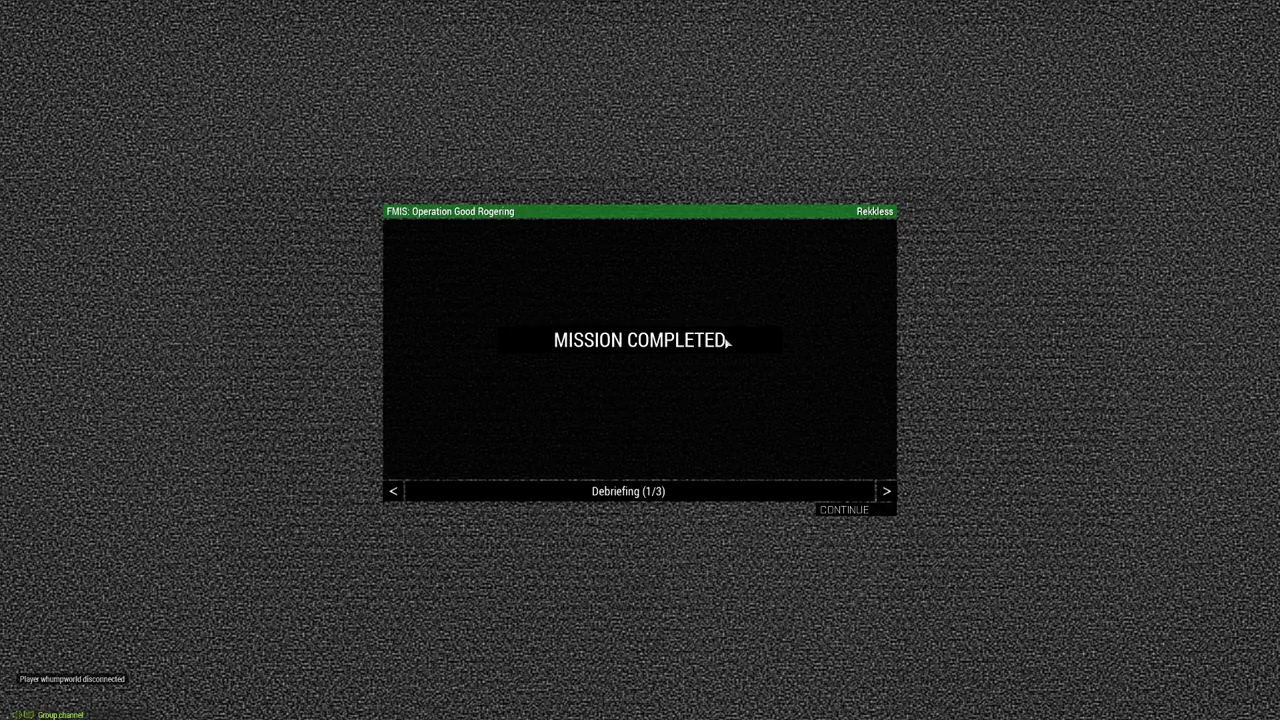 FMIS: Operation Good Rogering
Rekkless
MISSION COMPLETED
< Debriefing (1/3) >
CONTINUE
Player whumpworld disconnected
Group channel